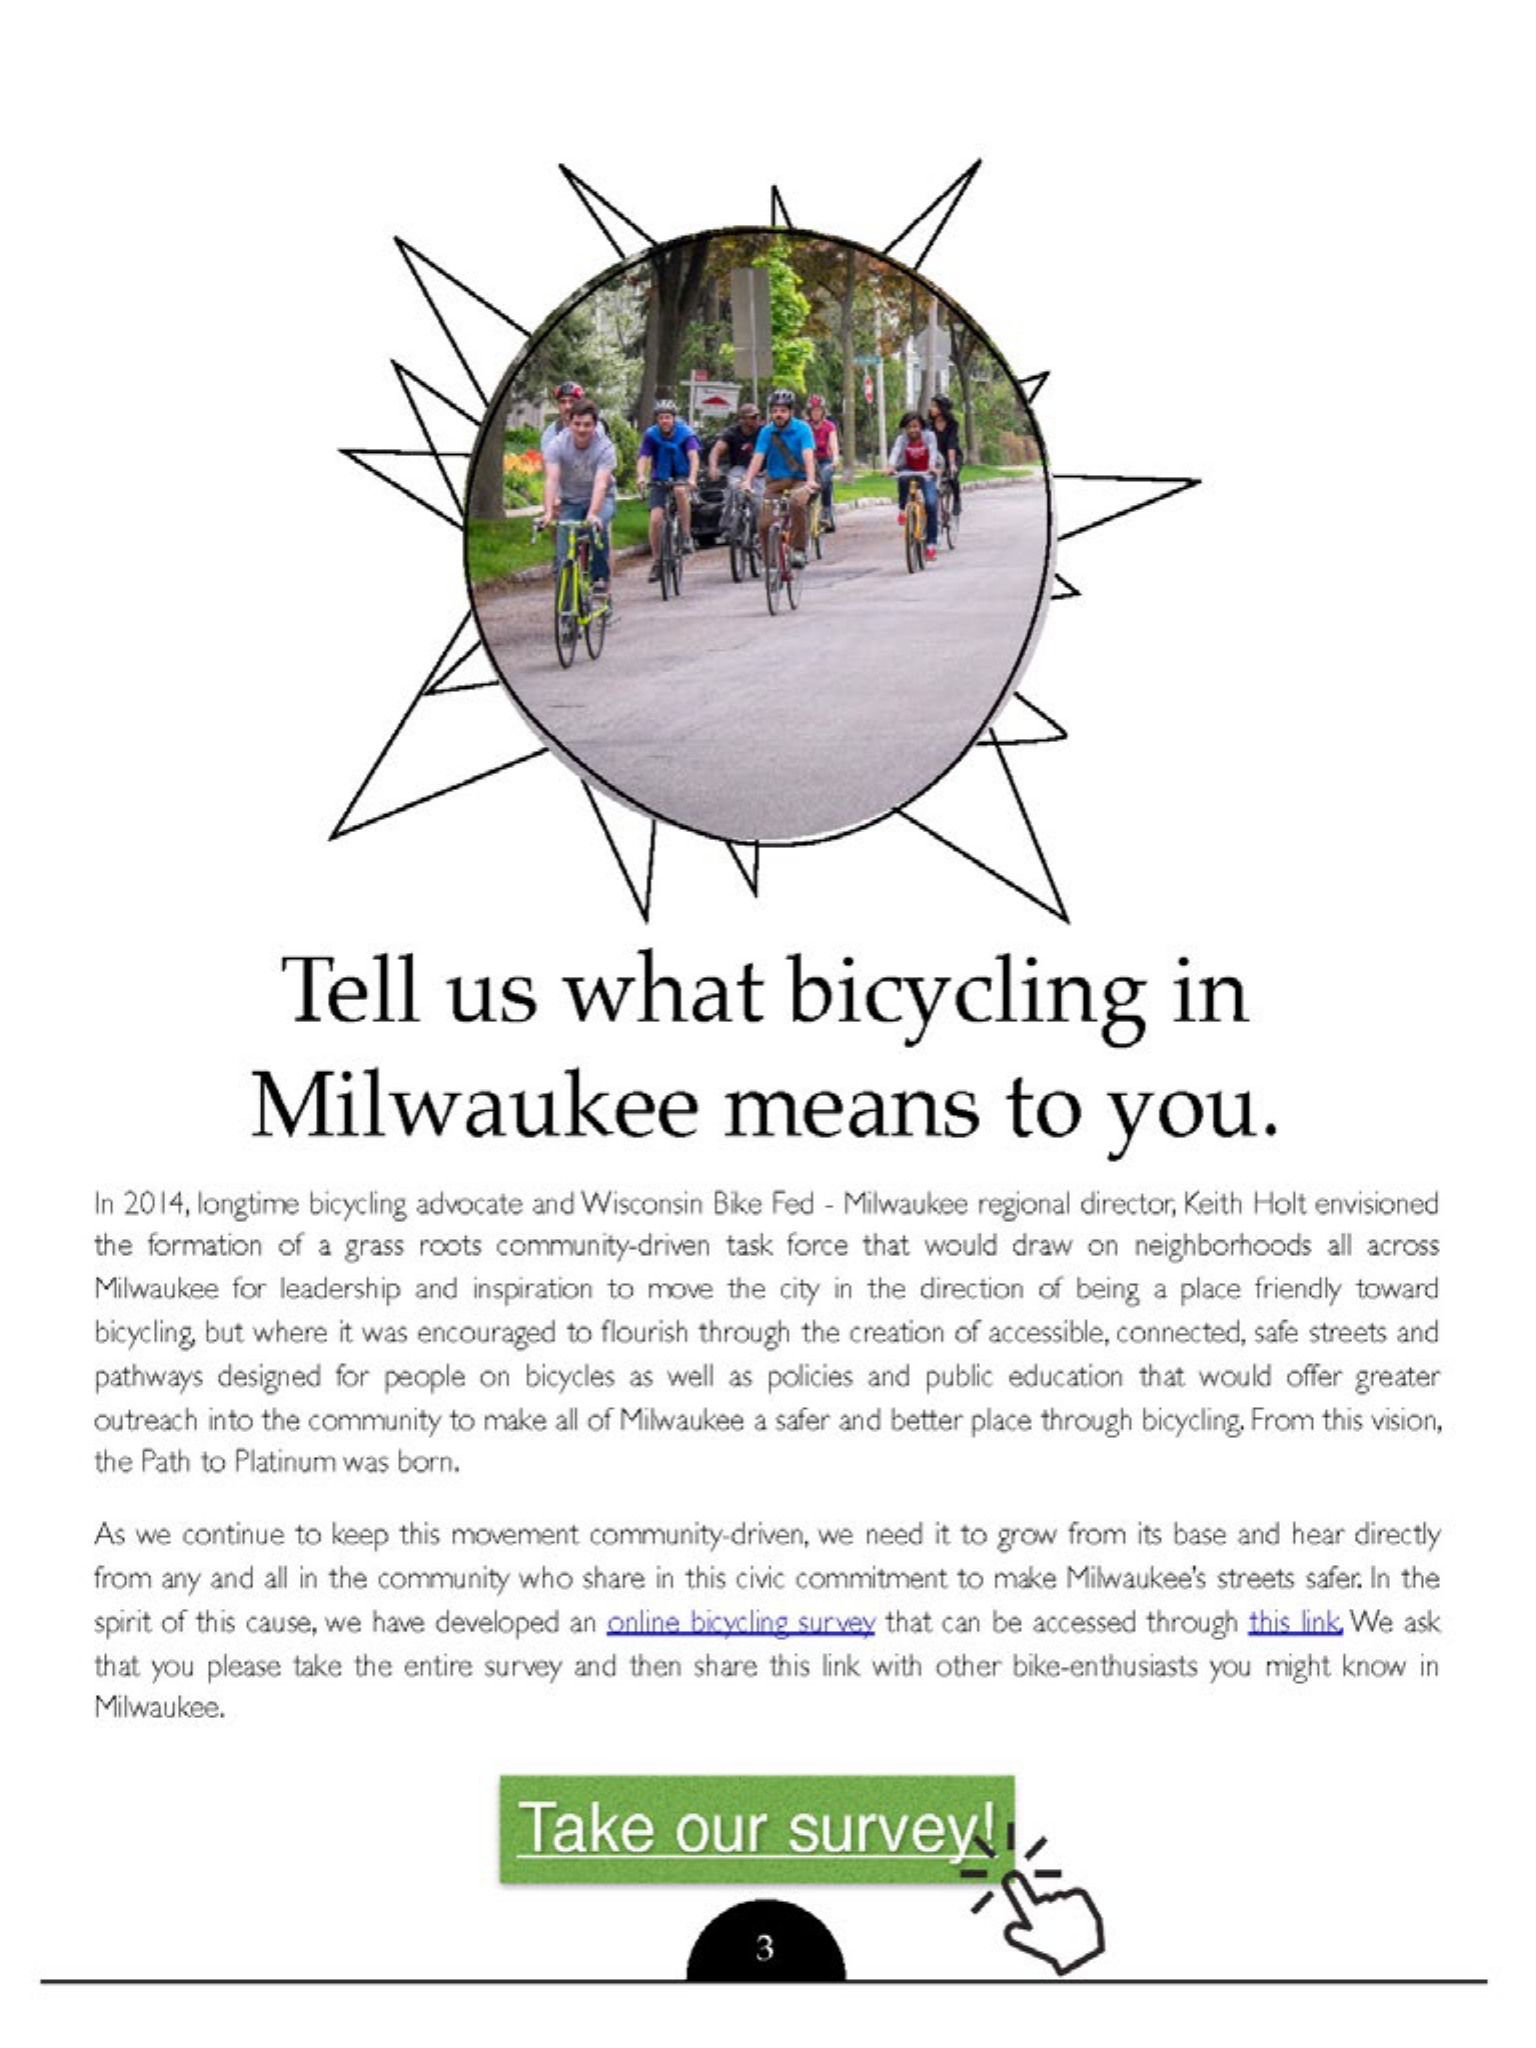 Tell us what bicycling in
Milwaukee means to you.
In 2014, longtime bicycling advocate and Wisconsin Bike Fed - Milwaukee regional director, Keith Holt envisioned
the formation of a grass roots community-driven task force that would draw on neighborhoods all across
Milwaukee for leadership and inspiration to move the city in the direction of being a place friendly toward
bicycling, but where it was encouraged to flourish through the creation of accessible, connected, safe streets and
pathways designed for people on bicycles as well as policies and public education that would offer greater
outreach into the community to make all of Milwaukee a safer and better place through bicycling. From this vision,
the Path to Platinum was born.
As we continue to keep this movement community-driven, we need it to grow from its base and hear directly
from any and all in the community who share in this civic commitment to make Milwaukee's streets safer. In the
spirit of this cause, we have developed an online bicycling survey that can be accessed through this link. We ask
that you please take the entire survey and then share this link with other bike-enthusiasts you might know in
Milwaukee.
Take our survey!
3